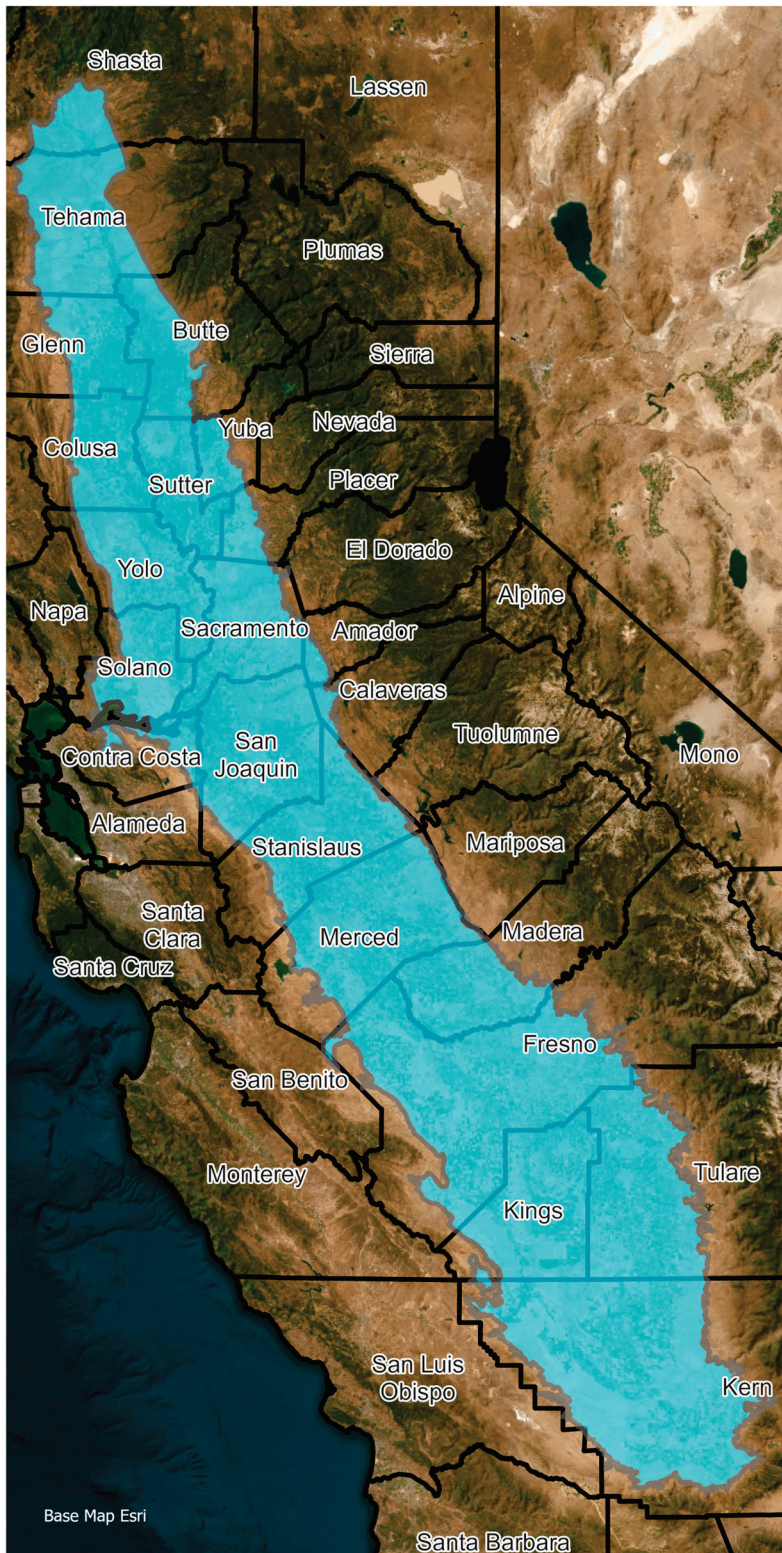 Shasta
Lassen
Tehama
Plumas
Butte
Glenn
Sierra
Nevada
Yuba
Colusa
Placer
Sutter
El Dorado
Yolo
Alpine
Napa
Sacramento
Amador
Solano
Calaveras
Tuolumne
San
Joaquin
Contra Costa
Mono
Alameda
Mariposa
Stanislaus
Santa
Clara
Madera
Merced
Santa Cruz
Fresno
San Benito
Tulare
Monterey
Kings
San Luis
Obispo
Kern
Base Map Esri
Santa Barbara